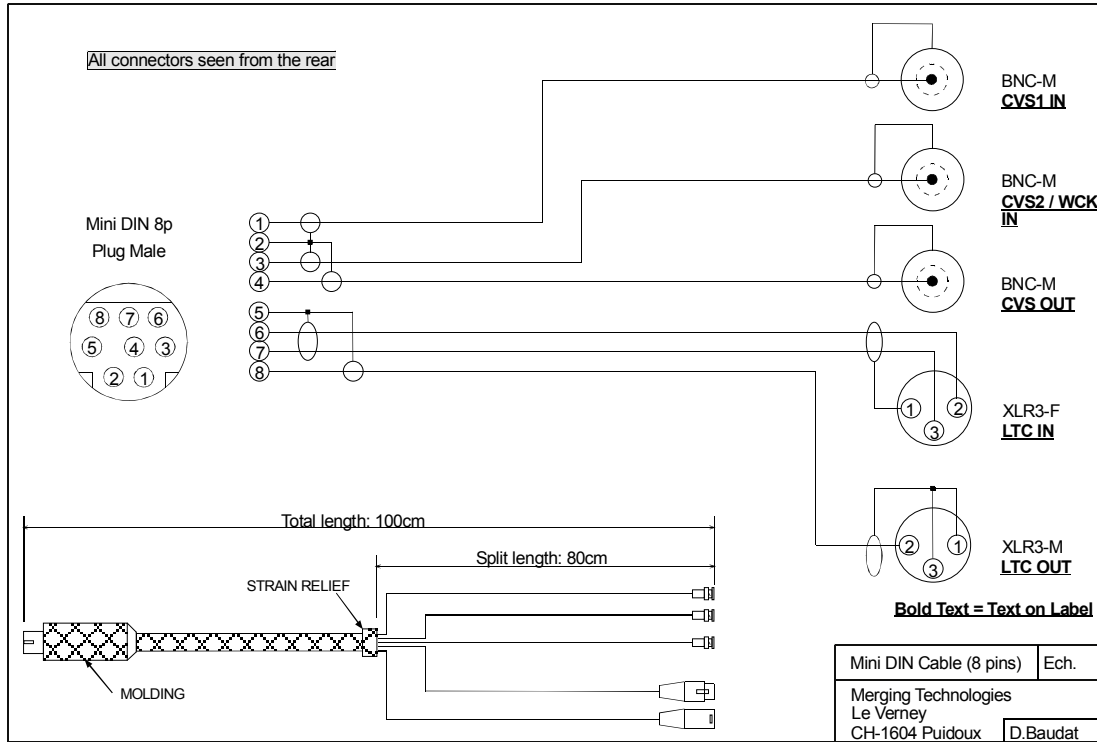 All connectors seen from the rear
BNC-M
CVS1 IN
BNC-M
CVS2 / WCK
IN
BNC-M
CVS OUT
Mini DIN 8p
Plug Male
8 7 6
5 4 3
2 1
1
2
3
4
5
6
7
8
1 2
3
XLR3-F
LTC IN
2 1
3
XLR3-M
LTC OUT
Bold Text = Text on Label
Total length: 100cm
Split length: 80cm
STRAIN RELIEF
MOLDING
Mini DIN Cable (8 pins) Ech.
Merging Technologies
Le Verney
CH-1604 Puidoux D.Baudat